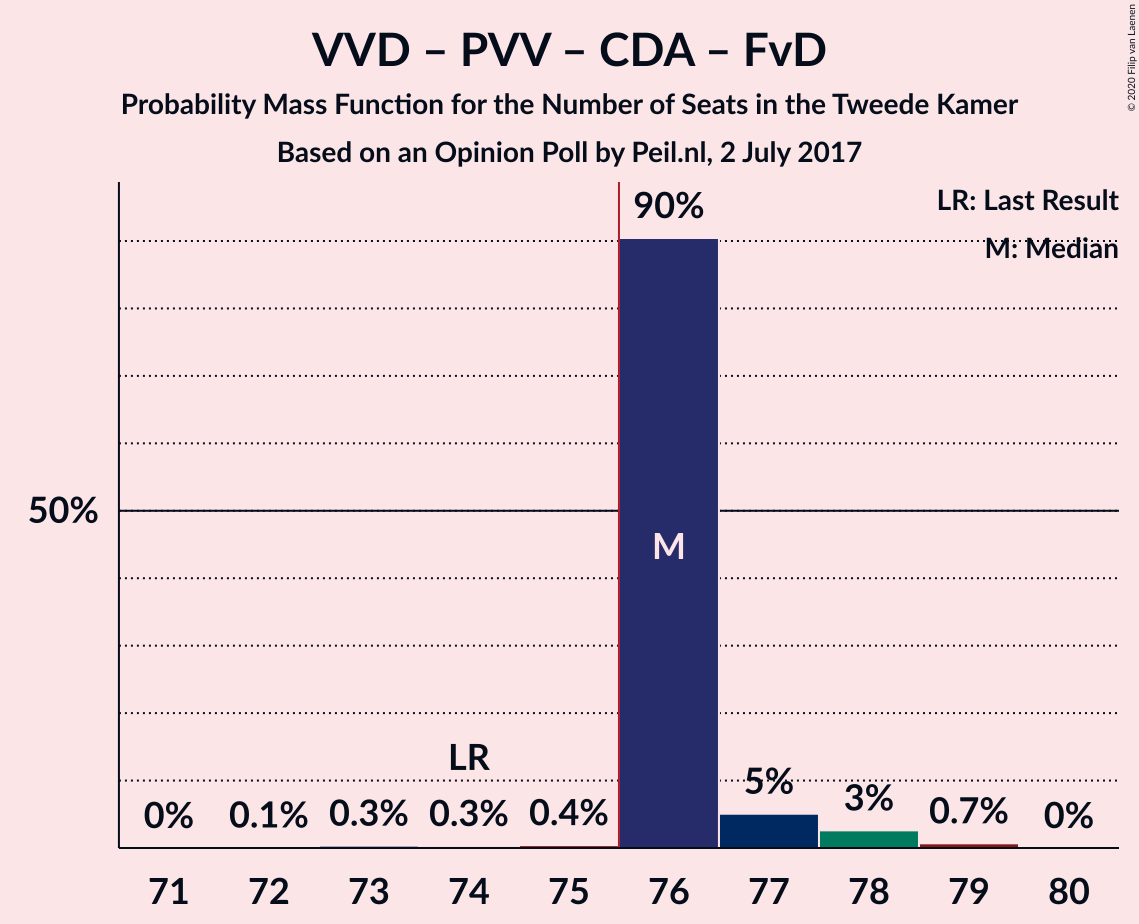 VVD – PVV – CDA – FvD
Probability Mass Function for the Number of Seats in the Tweede Kamer
Based on an Opinion Poll by Peil.nl, 2 July 2017
© 2020 Filip van Laenen
LR: Last Result
M: Median
90%
50%
M
LR
0%
0.1%
0.3%
0.3%
0.4%
5%
3%
0.7%
0%
71 72 73 74 75 76 77 78 79 80